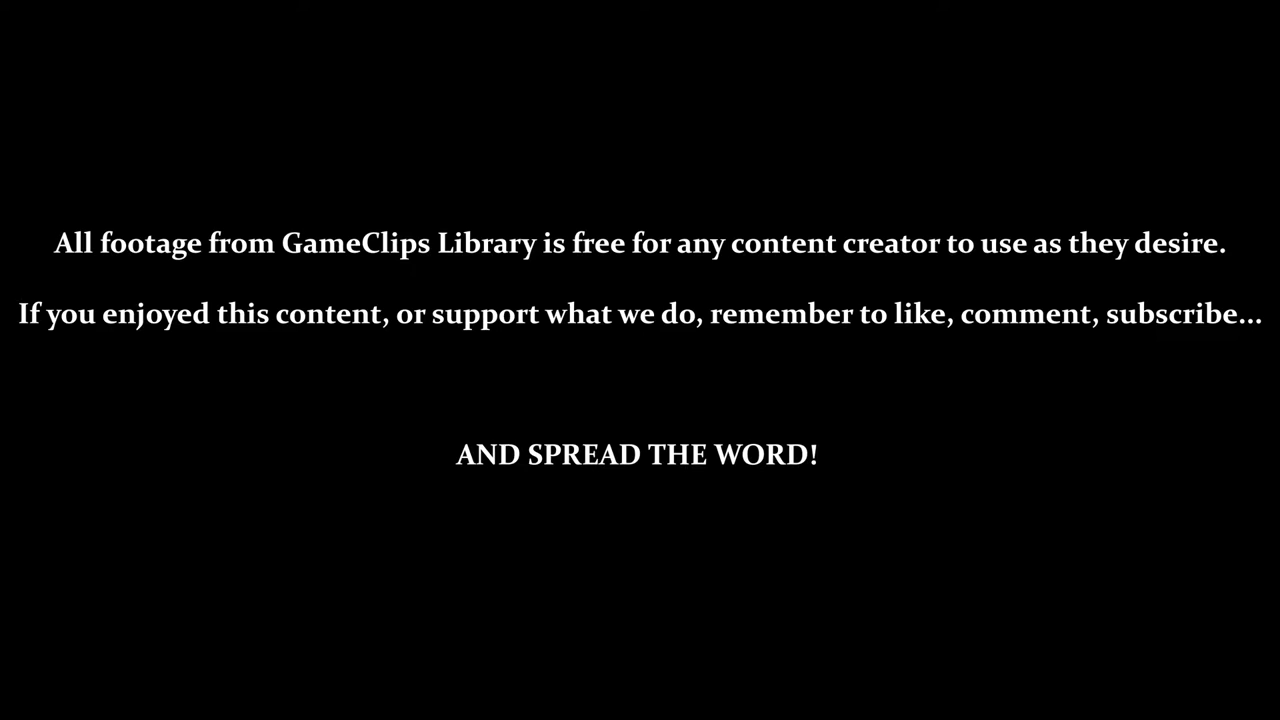 All footage from GameClips Library is free for any content creator to use as they desire.
If you enjoyed this content, or support what we do, remember to like, comment, subscribe...
AND SPREAD THE WORD!